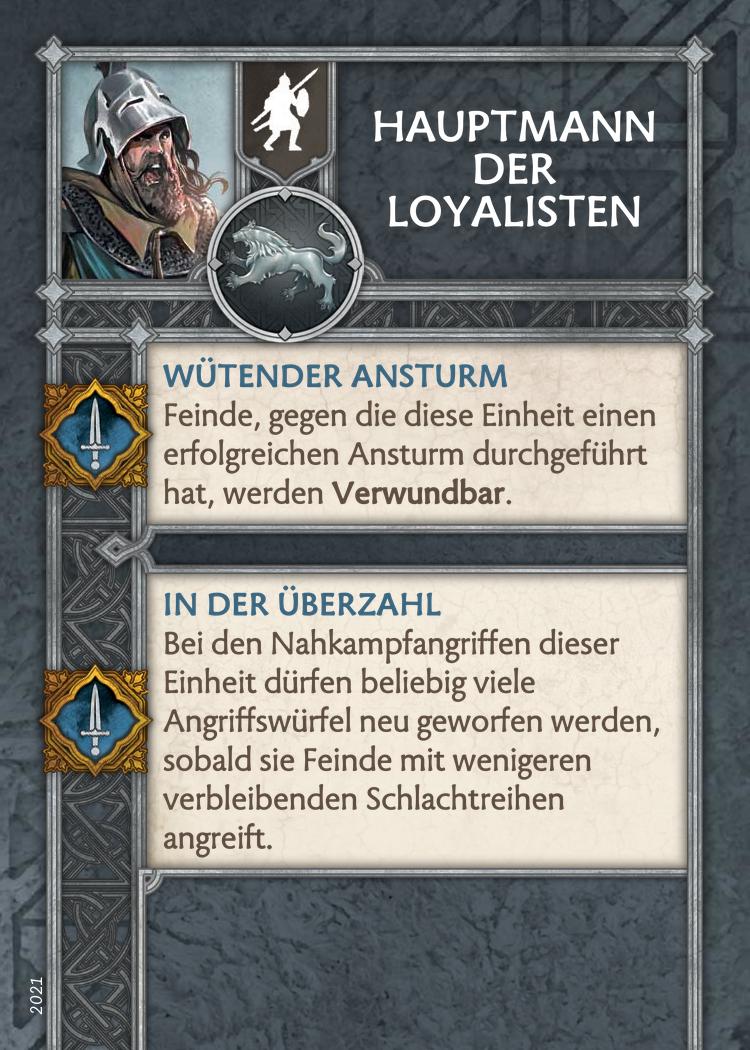 HAUPTMANN
DER
LOYALISTEN
WÜTENDER ANSTURM
Feinde, gegen die diese Einheit einen
erfolgreichen Ansturm durchgeführt
hat, werden Verwundbar.
IN DER ÜBERZAHL
Bei den Nahkampfangriffen dieser
Einheit dürfen beliebig viele
Angriffswürfel neu geworfen werden,
sobald sie Feinde mit wenigeren
verbleibenden Schlachtreihen
angreift.
2021